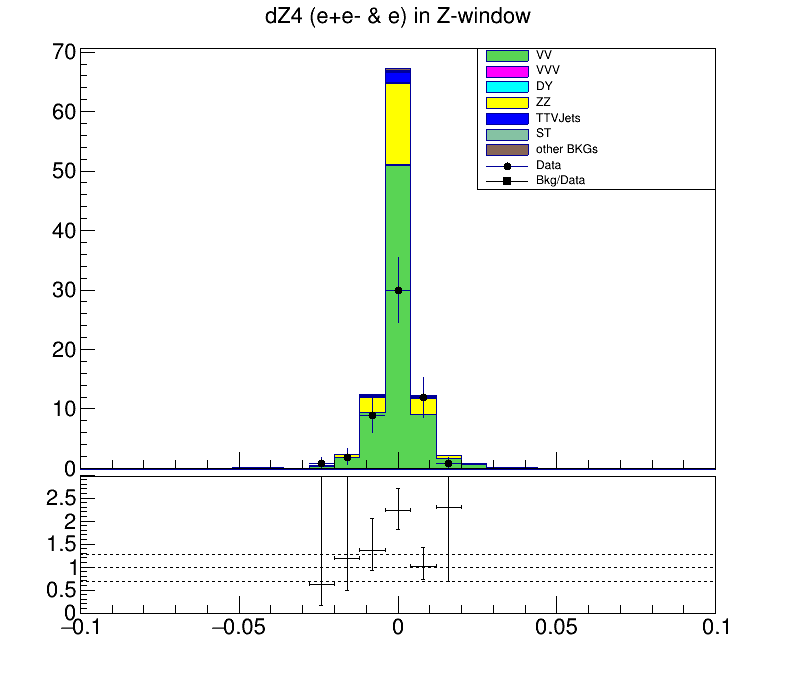 dZ4 (e+e- & e) in Z-window
70
60
50
40
30
20
10
0
VV
VVV
DY
ZZ
TTVJets
ST
other BKGs
Data
Bkg/Data
2.5
2
1.5
1
0.5
0
−0.1
−0.05
0
0.05
0.1